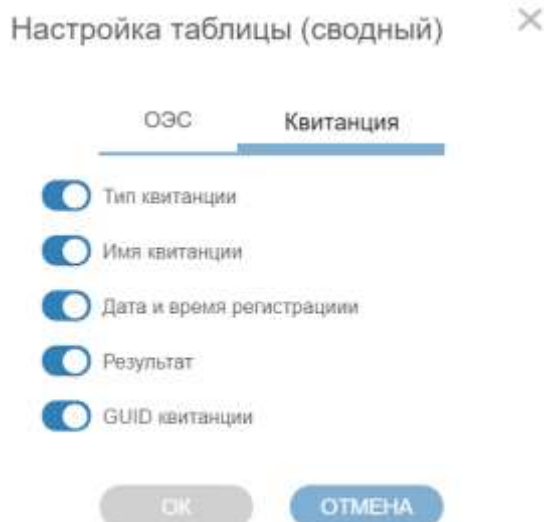 Настройка таблицы (сводный)
ОЭС Квитанция
Тип квитанции
Имя квитанции
Дата и время регистрациии
Результат
GUID квитанции
ОК ОТМЕНА